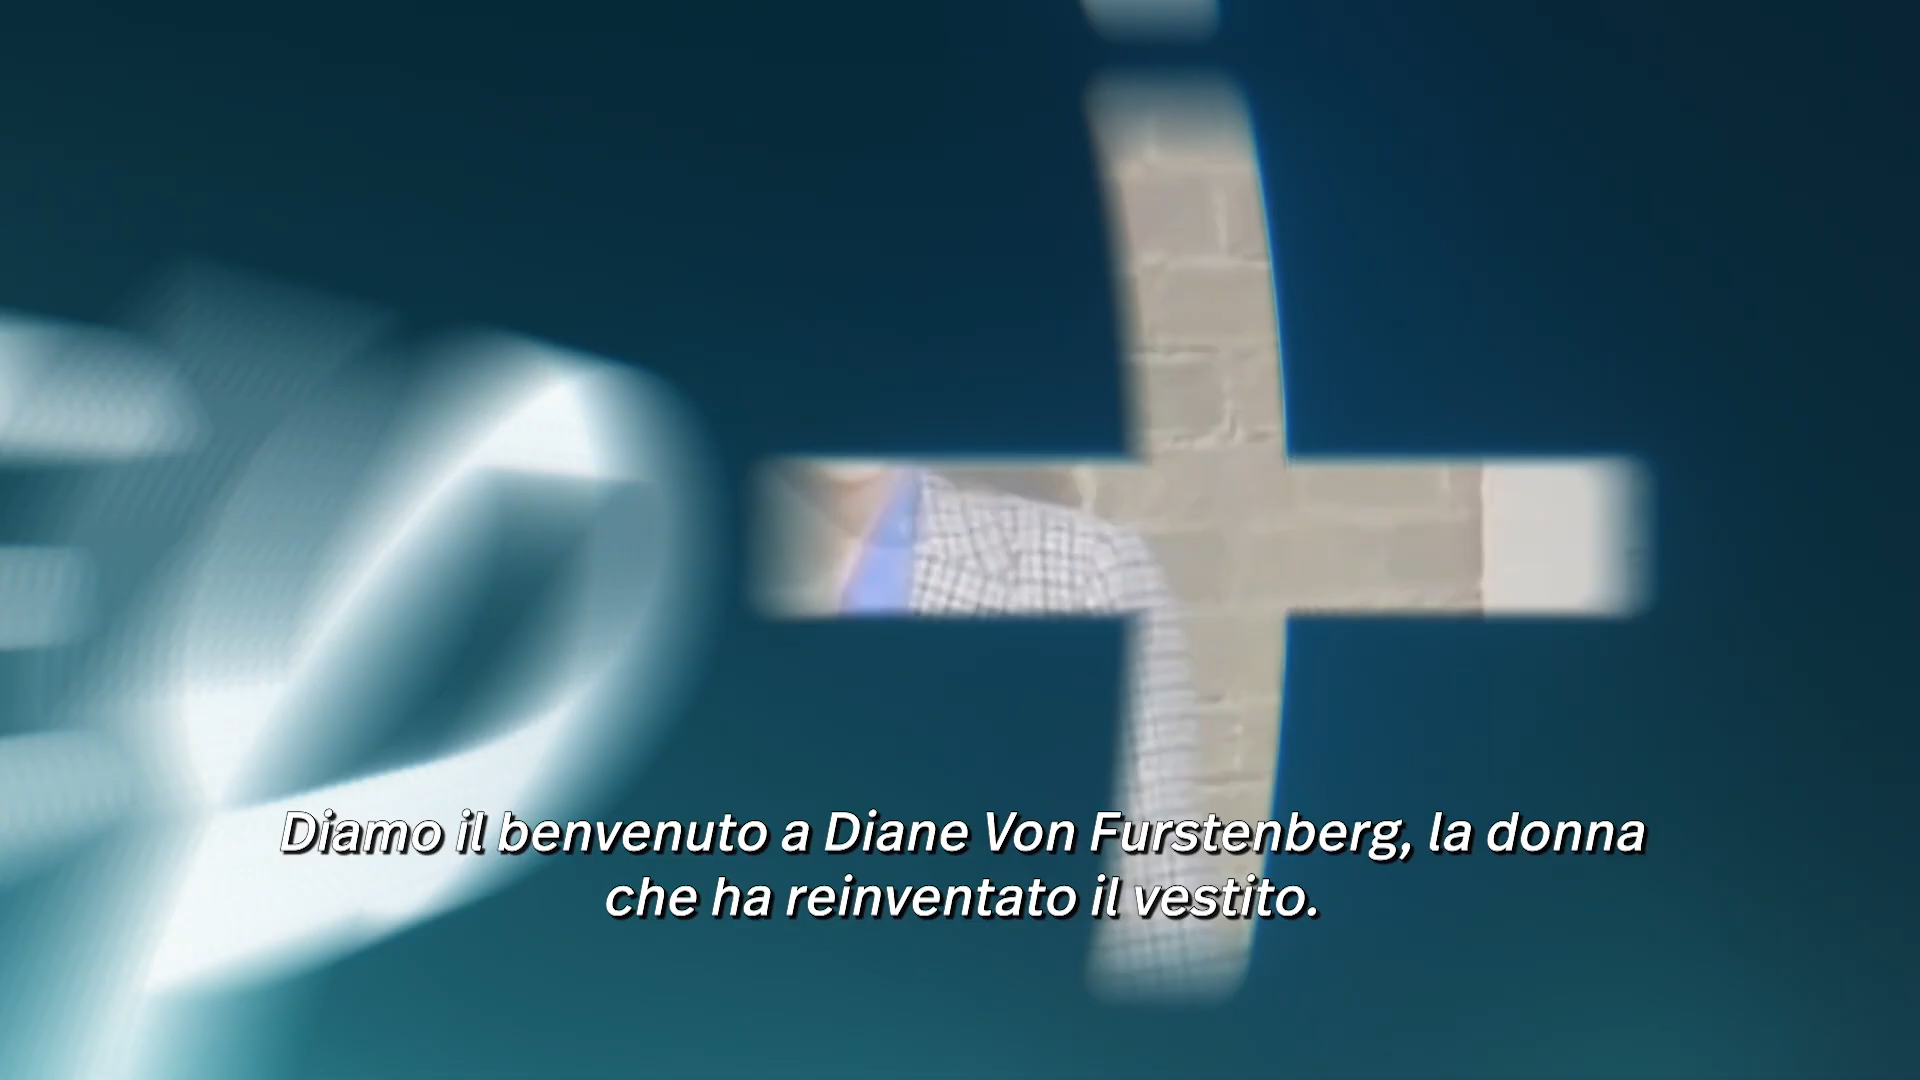 Diamo il benvenuto a Diane Von Furstenberg, la donna
che ha reinventato il vestito.